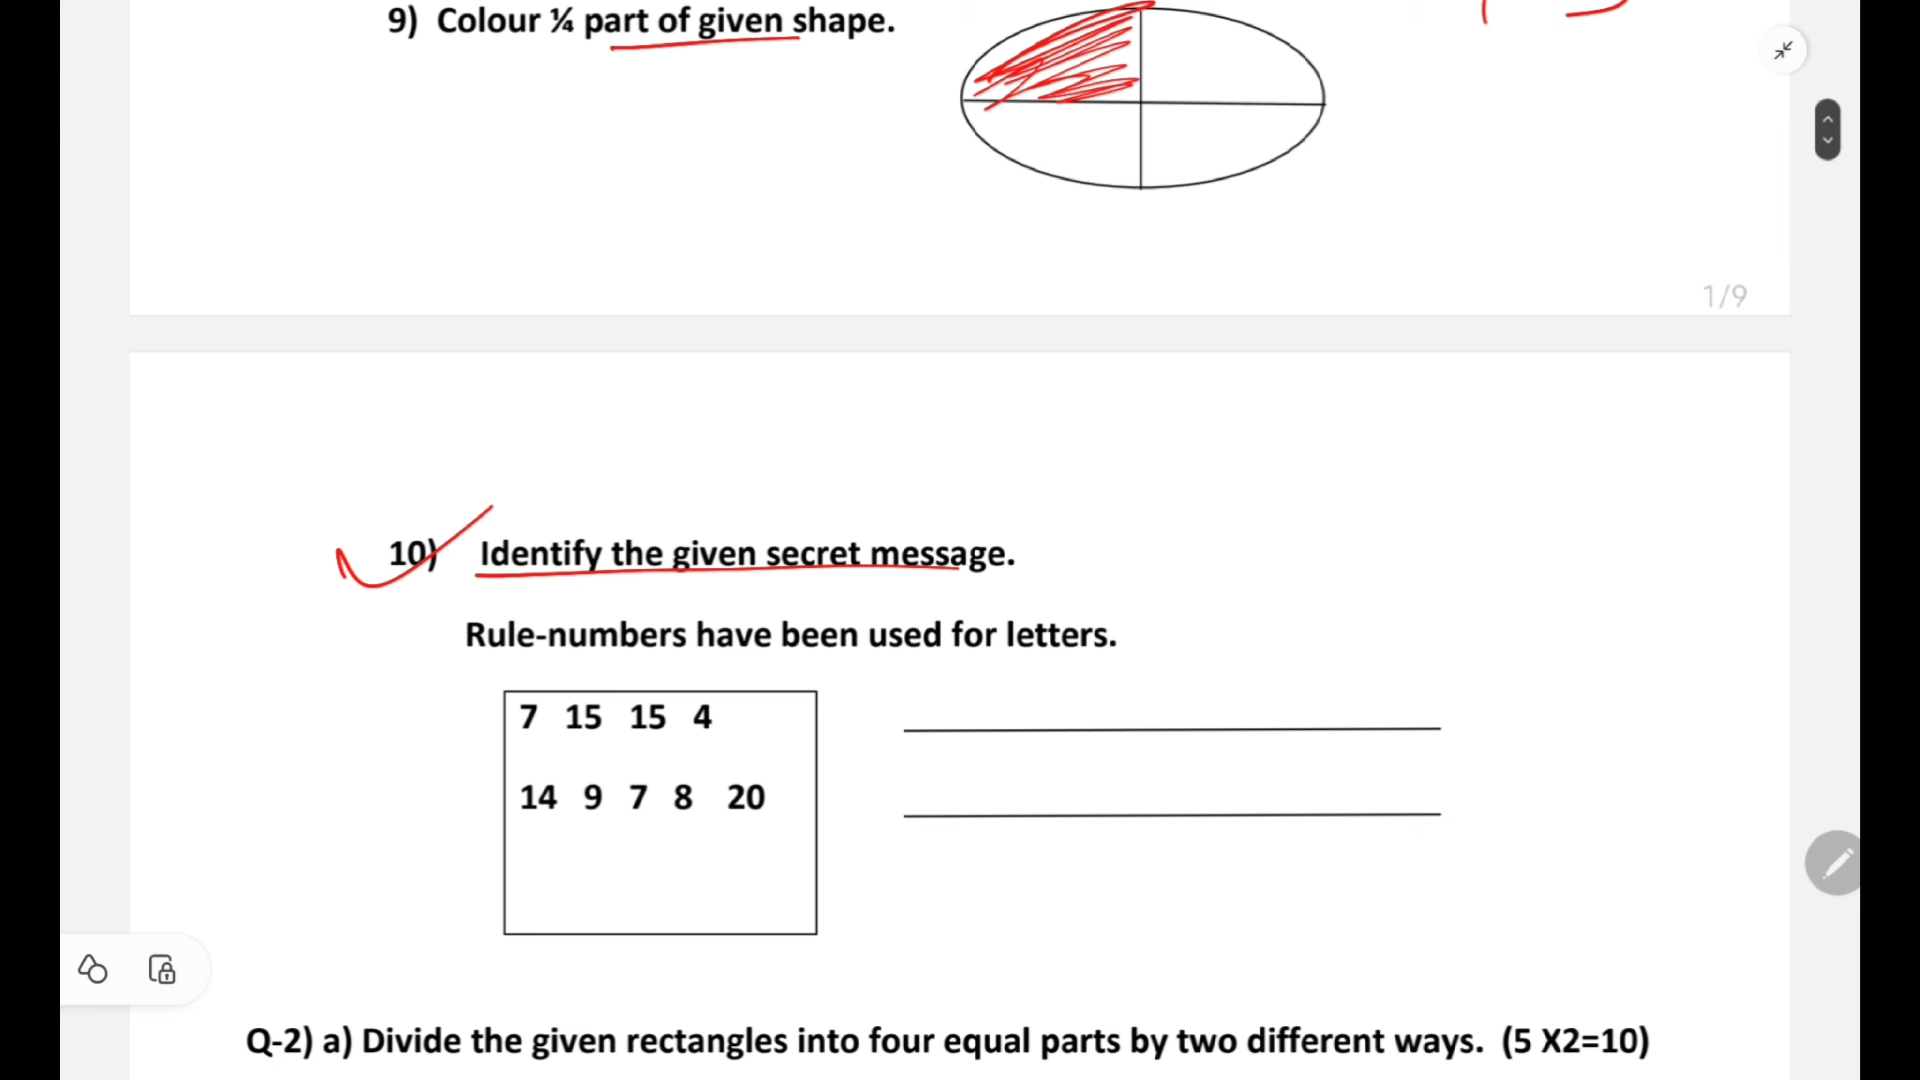 9) Colour ¼ part of given shape.
1/9
10) Identify the given secret message.
Rule-numbers have been used for letters.
7 15 15 4
14 9 7 8 20
Q-2) a) Divide the given rectangles into four equal parts by two different ways. (5 X2=10)